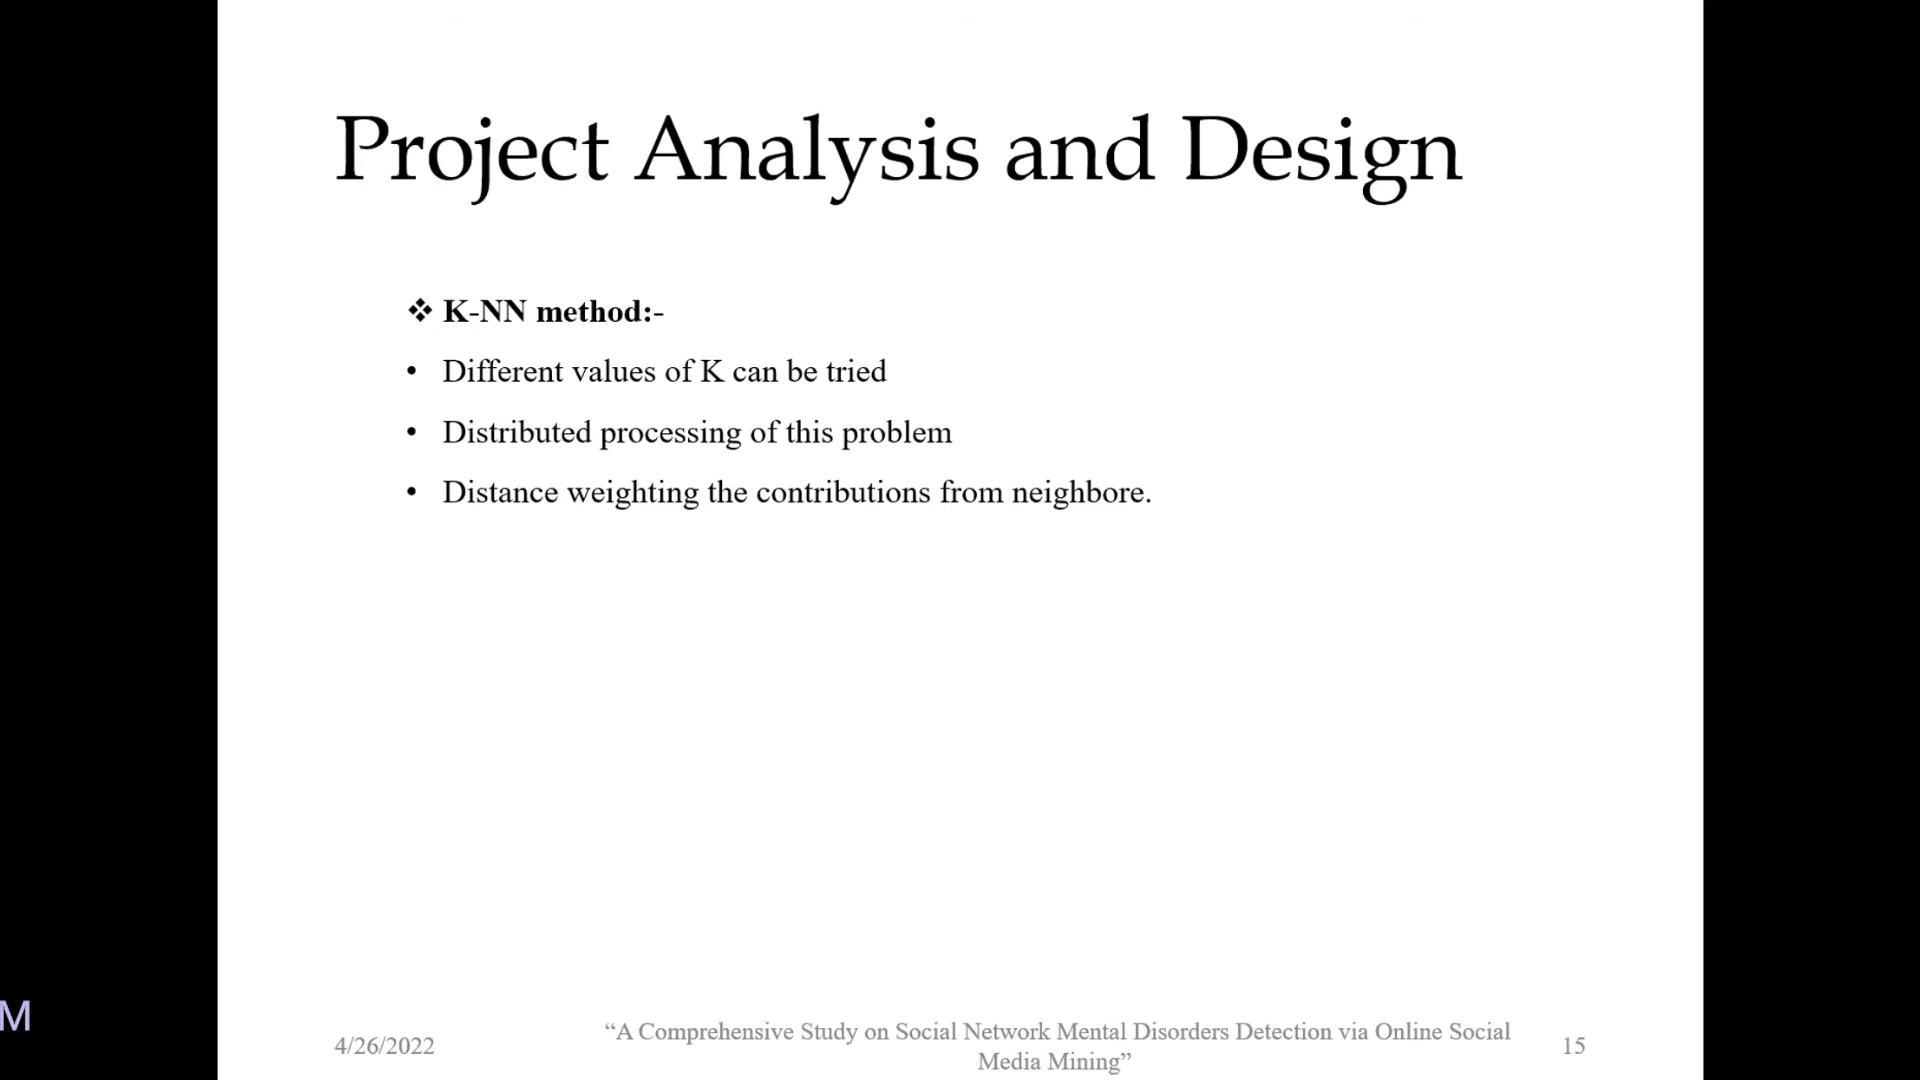 Project Analysis and Design
❖ K-NN method:-
• Different values of K can be tried
• Distributed processing of this problem
• Distance weighting the contributions from neighbore.
M
4/26/2022
“A Comprehensive Study on Social Network Mental Disorders Detection via Online Social
Media Mining”
15